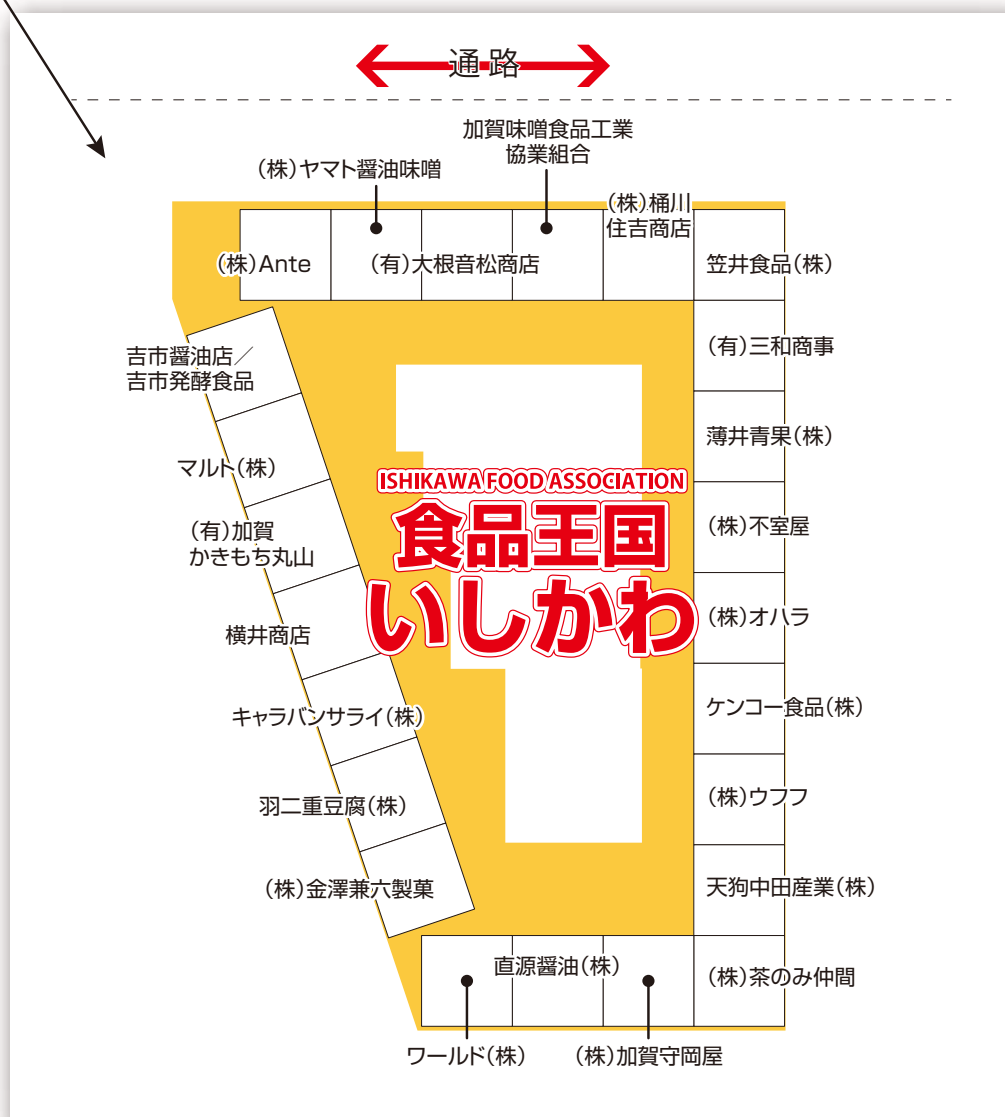 通路
加賀味噌食品工業
協業組合
(株)ヤマト醤油味噌
(株)桶川
住吉商店
(株)Ante
(有)大根音松商店
笠井食品(株)
吉市醤油店／
吉市発酵食品
(有)三和商事
マルト(株)
薄井青果(株)
ISHIKAWA FOOD ASSOCIATION
食品王国
いしかわ
(有)加賀
かきもち丸山
(株)不室屋
横井商店
(株)オハラ
キャラバンサライ(株)
ケンコー食品(株)
羽二重豆腐(株)
(株)ウフフ
(株)金澤兼六製菓
天狗中田産業(株)
直源醤油(株)
(株)茶のみ仲間
ワールド(株)
(株)加賀守岡屋